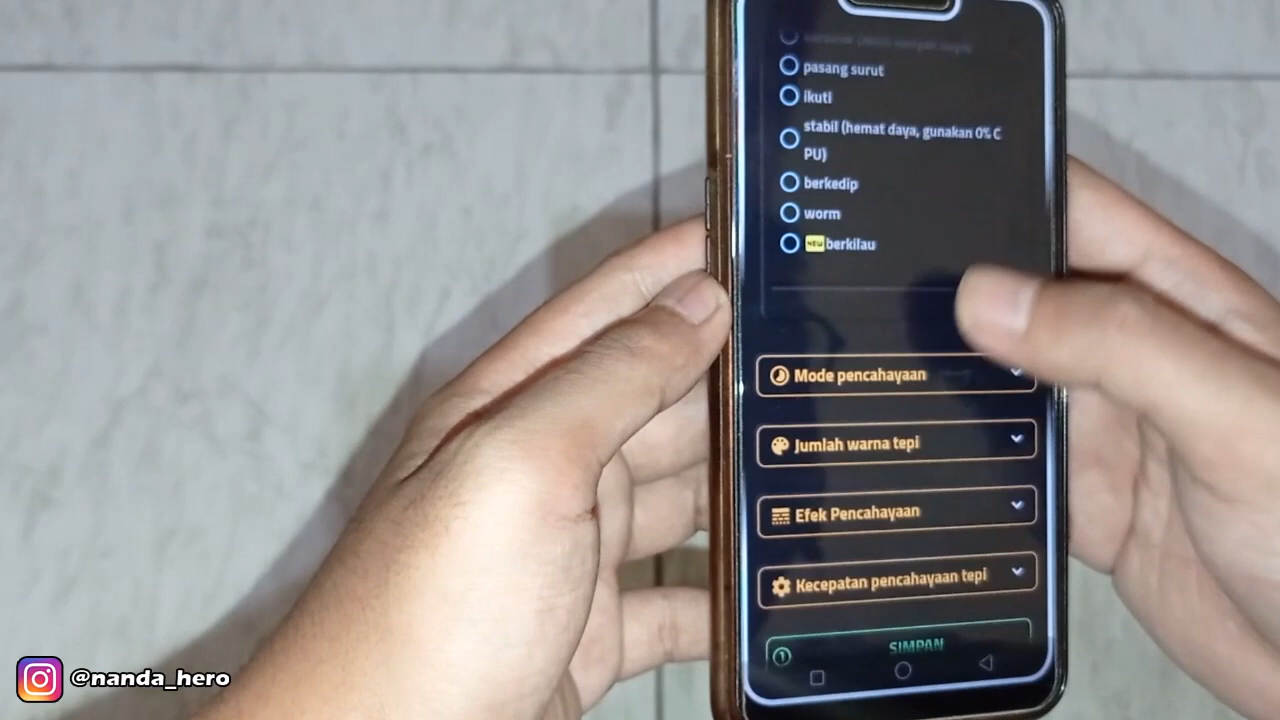 pasang surut
ikuti
stabil (hemat daya, gunakan 0% C
PU)
berkedip
worm
NEW berkilau
Mode pencahayaan
Jumlah warna tepi
Efek Pencahayaan
Kecepatan pencahayaan tepi
1 SIMPAN
@nanda_hero